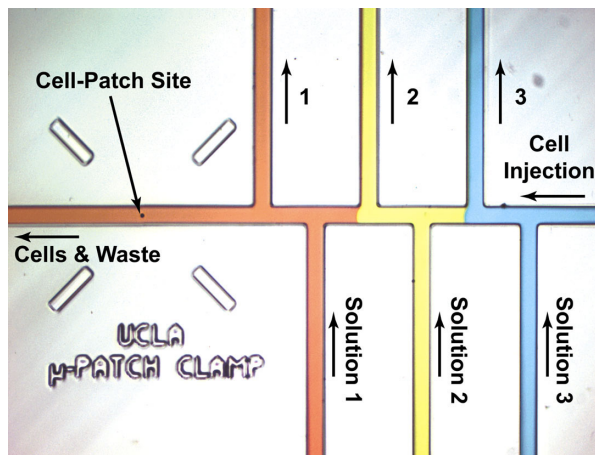 1
2
3
Cell-Patch Site
Cell
Injection
Cells & Waste
Solution 1
Solution 2
Solution 3
UCLA
μ-PATCH CLAMP